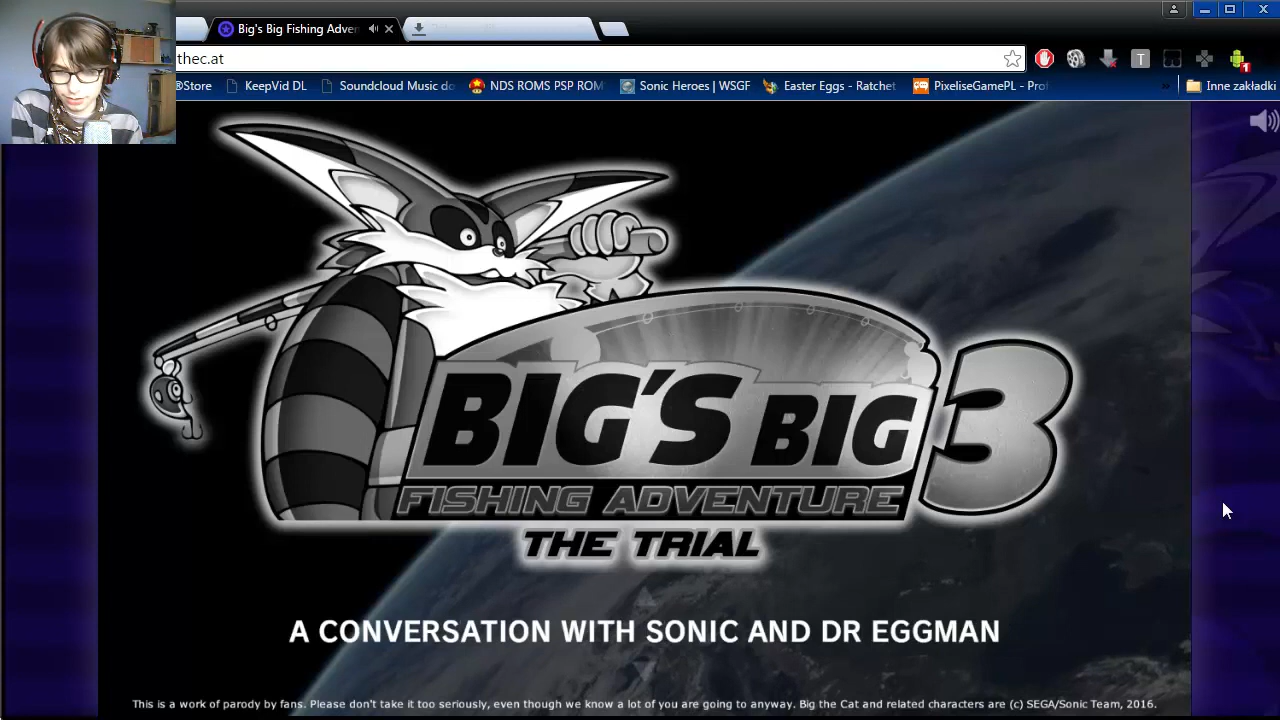 Big's Big Fishing Adven
thec.at
T
1
®Store
KeepVid DL
Soundcloud Music do
NDS ROMS PSP ROM
Sonic Heroes | WSGF
Easter Eggs - Ratchet
PixeliseGamePL - Prof
»
Inne zakładki
BIG'S BIG 3
FISHING ADVENTURE
THE TRIAL
A CONVERSATION WITH SONIC AND DR EGGMAN
This is a work of parody by fans. Please don't take it too seriously, even though we know a lot of you are going to anyway. Big the Cat and related characters are (c) SEGA/Sonic Team, 2016.